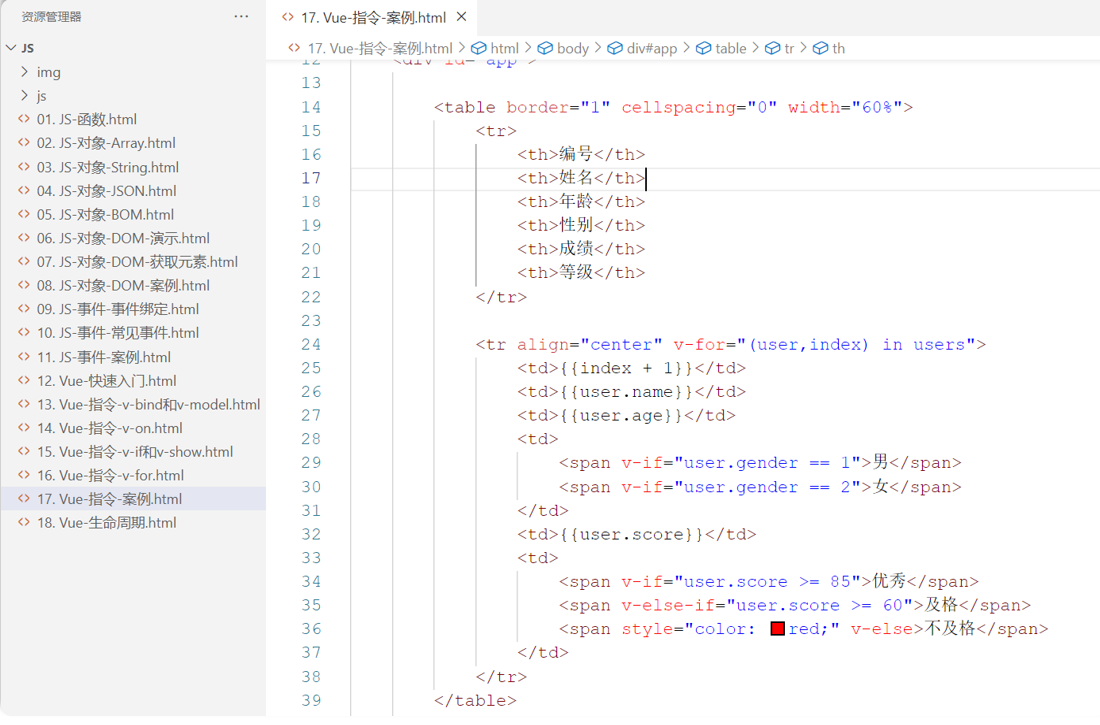 资源管理器 ···
JS
img
js
01. JS-函数.html
02. JS-对象-Array.html
03. JS-对象-String.html
04. JS-对象-JSON.html
05. JS-对象-BOM.html
06. JS-对象-DOM-演示.html
07. JS-对象-DOM-获取元素.html
08. JS-对象-DOM-案例.html
09. JS-事件-事件绑定.html
10. JS-事件-常见事件.html
11. JS-事件-案例.html
12. Vue-快速入门.html
13. Vue-指令-v-bind和v-model.html
14. Vue-指令-v-on.html
15. Vue-指令-v-if和v-show.html
16. Vue-指令-v-for.html
17. Vue-指令-案例.html
18. Vue-生命周期.html
17. Vue-指令-案例.html
17. Vue-指令-案例.html > html > body > div#app > table > tr > th
12 <div id="app">
13
14 <table border="1" cellspacing="0" width="60%">
15 <tr>
16 <th>编号</th>
17 <th>姓名</th>
18 <th>年龄</th>
19 <th>性别</th>
20 <th>成绩</th>
21 <th>等级</th>
22 </tr>
23
24 <tr align="center" v-for="(user,index) in users">
25 <td>{{index + 1}}</td>
26 <td>{{user.name}}</td>
27 <td>{{user.age}}</td>
28 <td>
29 <span v-if="user.gender == 1">男</span>
30 <span v-if="user.gender == 2">女</span>
31 </td>
32 <td>{{user.score}}</td>
33 <td>
34 <span v-if="user.score >= 85">优秀</span>
35 <span v-else-if="user.score >= 60">及格</span>
36 <span style="color: red;" v-else>不及格</span>
37 </td>
38 </tr>
39 </table>